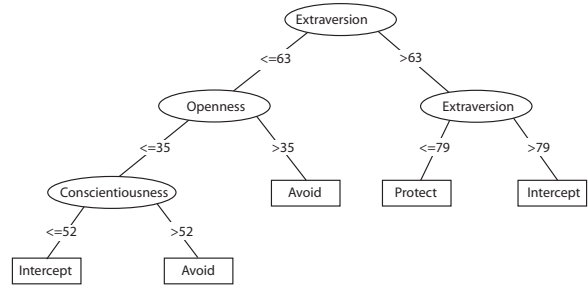 Extraversion
<=63 >63
Openness Extraversion
<=35 >35 <=79 >79
Conscientiousness Avoid Protect Intercept
<=52 >52
Intercept Avoid